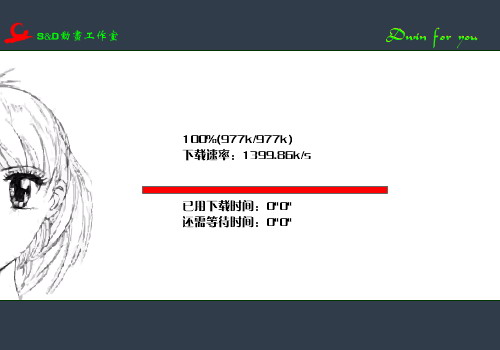 S&D動畫工作室
Dwin for you
100%(977k/977k)
下载速率：1399.86k/s
已用下载时间：0"0"
还需等待时间：0"0"